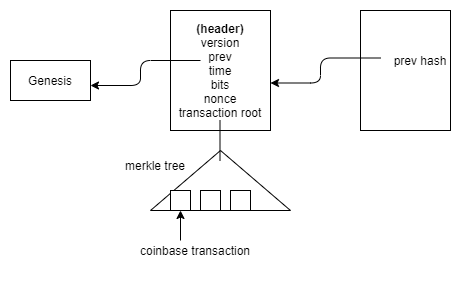 Genesis
(header)
version
prev
time
bits
nonce
transaction root
prev hash
merkle tree
coinbase transaction